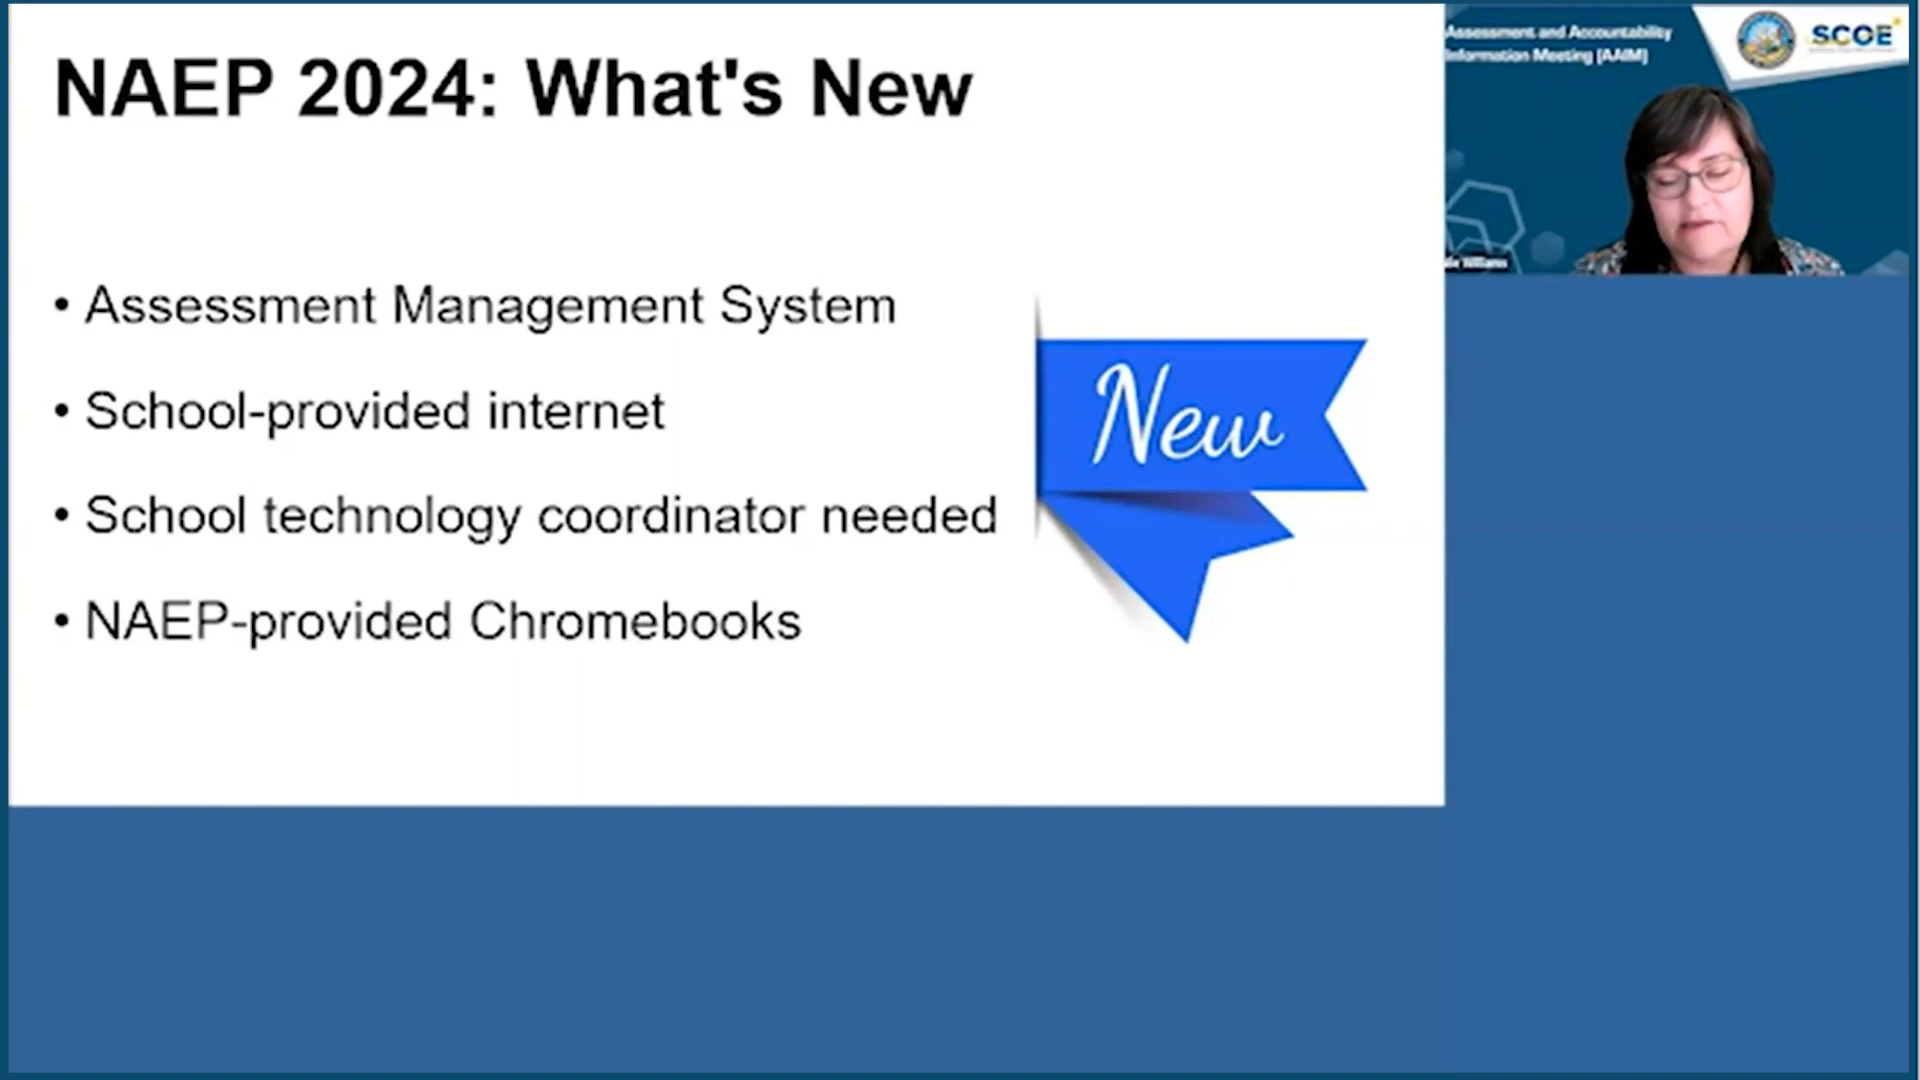 NAEP 2024: What's New
• Assessment Management System
• School-provided internet
• School technology coordinator needed
• NAEP-provided Chromebooks
New
Assessment and Accountability
Information Meeting (AAIM)
SCOE
Williams